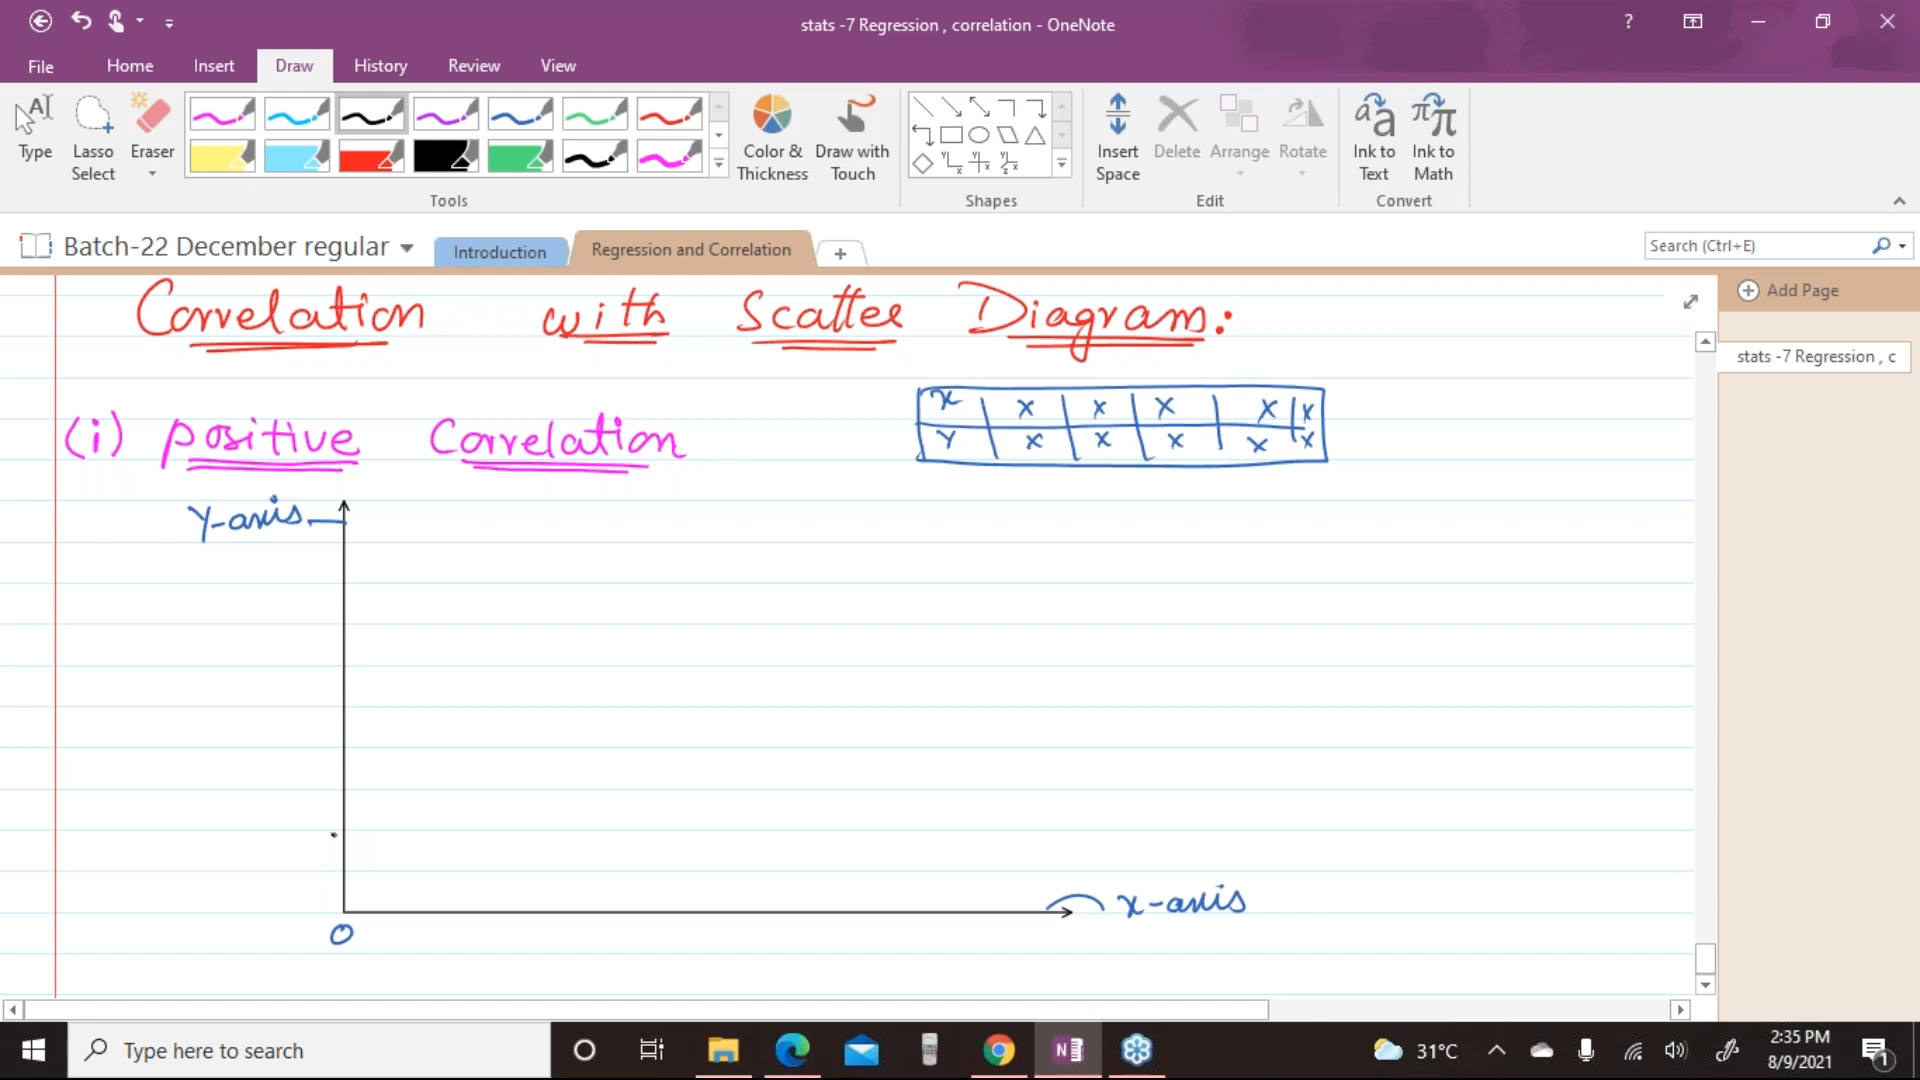 stats -7 Regression , correlation - OneNote
?
File Home Insert Draw History Review View
Type
Lasso Select
Eraser
Color & Thickness
Draw with Touch
Insert Space
Delete
Arrange
Rotate
Ink to Text
Ink to Math
Tools Shapes Edit Convert
Batch-22 December regular
Introduction
Regression and Correlation
Search (Ctrl+E)
Add Page
stats -7 Regression , c
Correlation with Scatter Diagram:
x x x x x x
Y x x x x x
(i) positive Correlation
Y-axis
x-axis
O
Type here to search
31°C
2:35 PM
8/9/2021
1